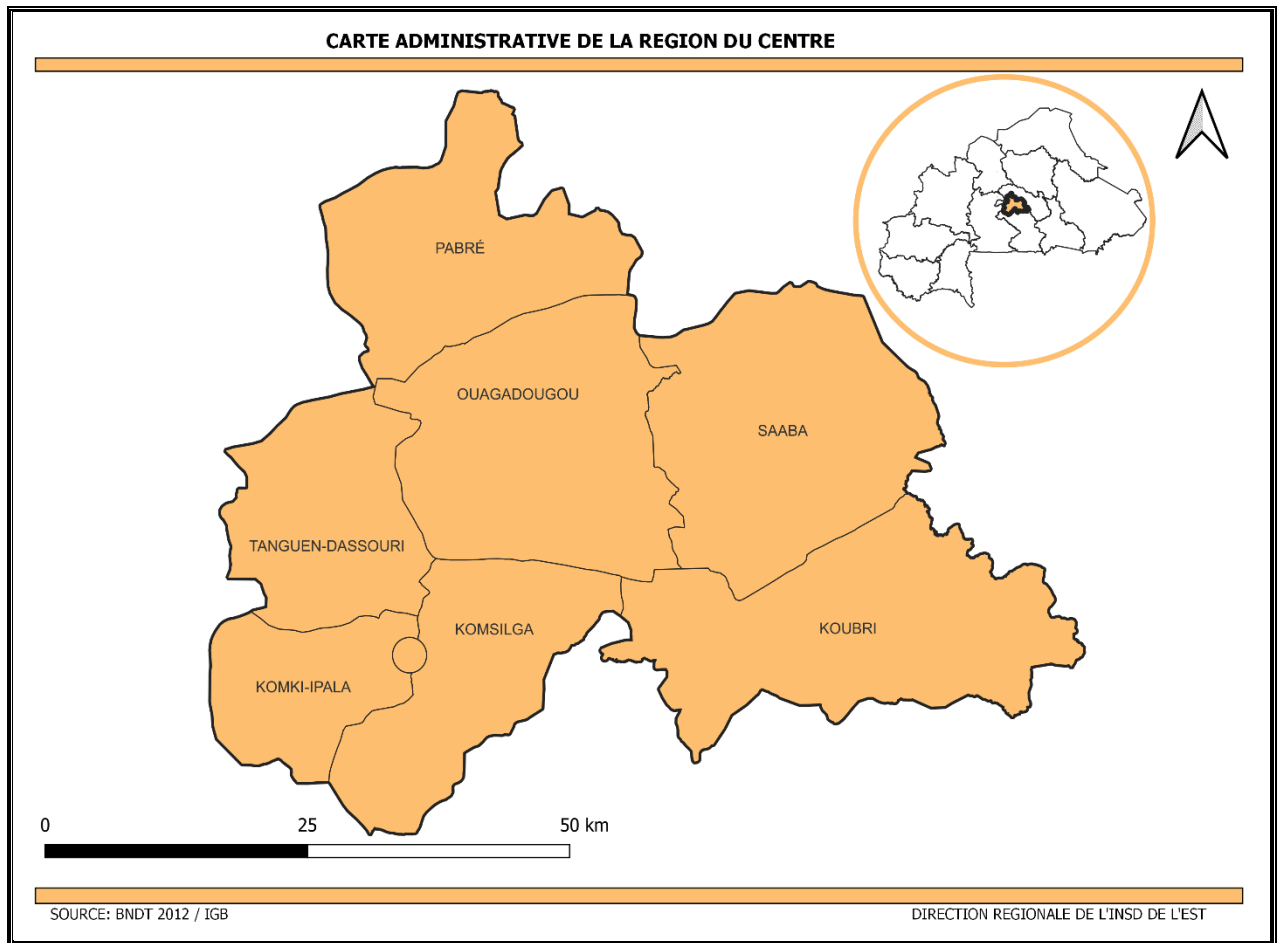 CARTE ADMINISTRATIVE DE LA REGION DU CENTRE
PABRÉ
OUAGADOUGOU
SAABA
TANGUEN-DASSOURI
KOMSILGA
KOUBRI
KOMKI-IPALA
0 25 50 km
SOURCE: BNDT 2012 / IGB
DIRECTION REGIONALE DE L'INSD DE L'EST